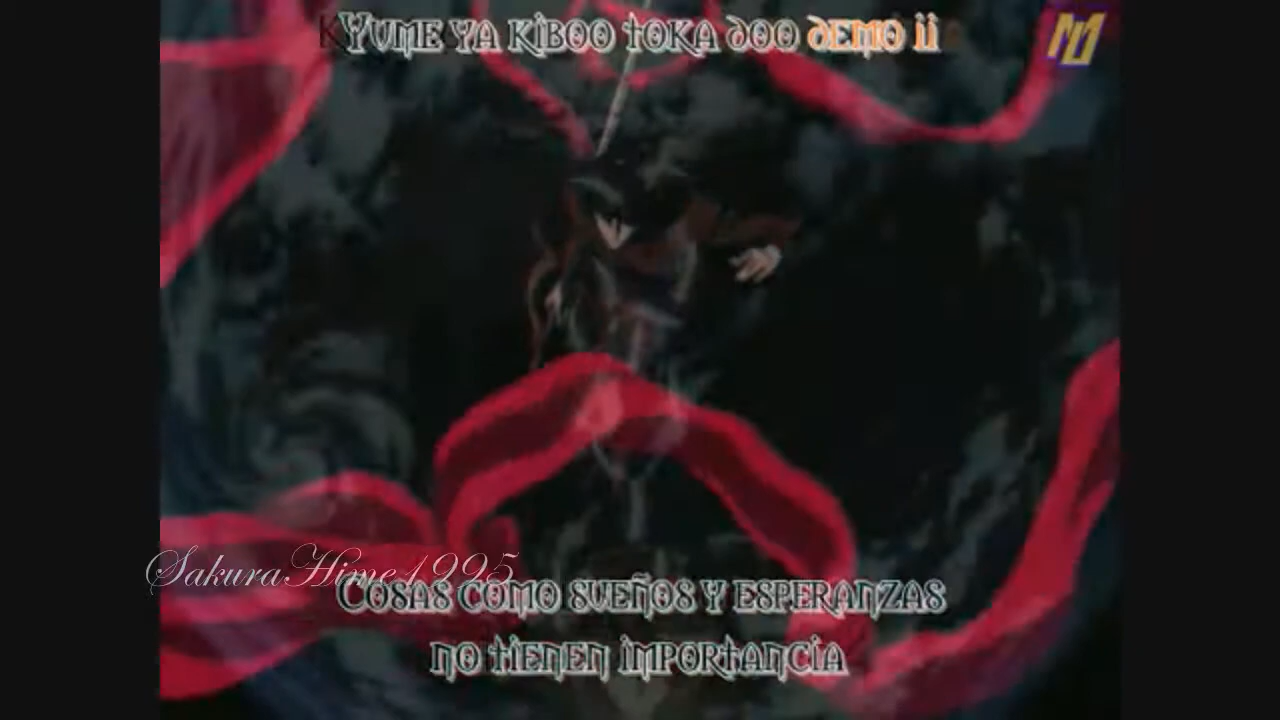 Yume ya kiboo toka doo demo ii
SakuraHime1995
Cosas como sueños y esperanzas
no tienen importancia